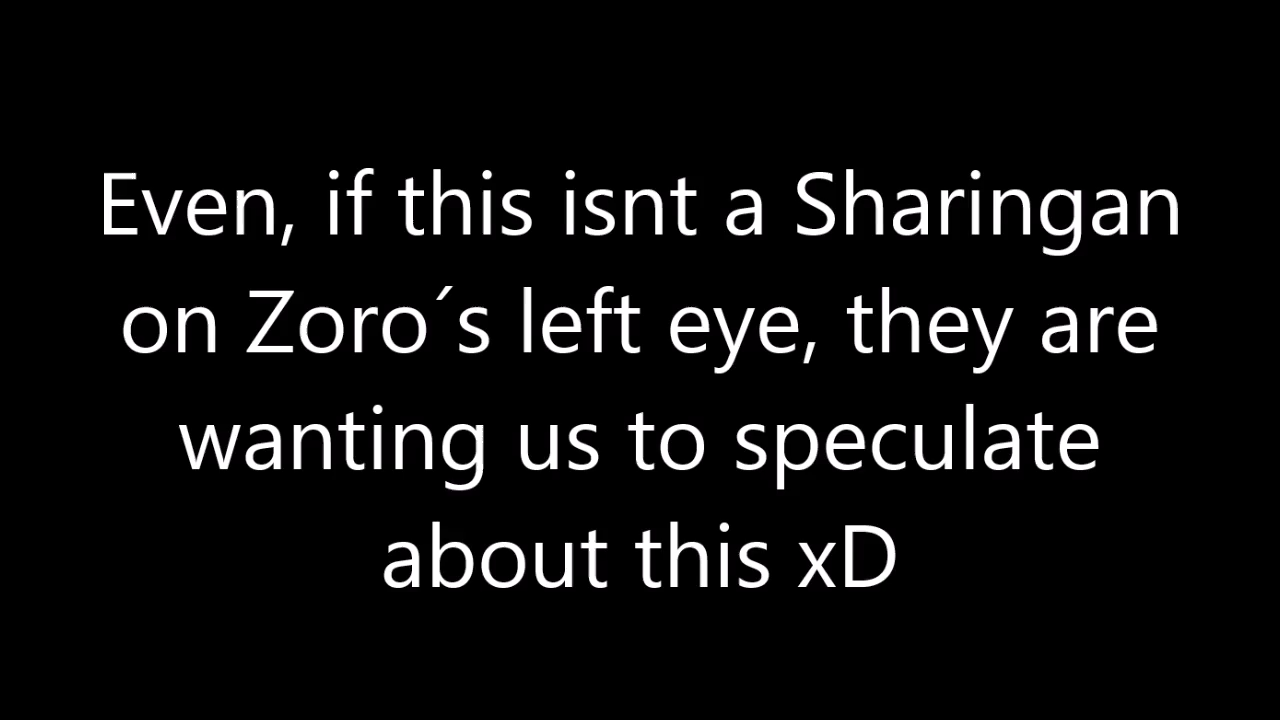 Even, if this isnt a Sharingan
on Zoro´s left eye, they are
wanting us to speculate
about this xD